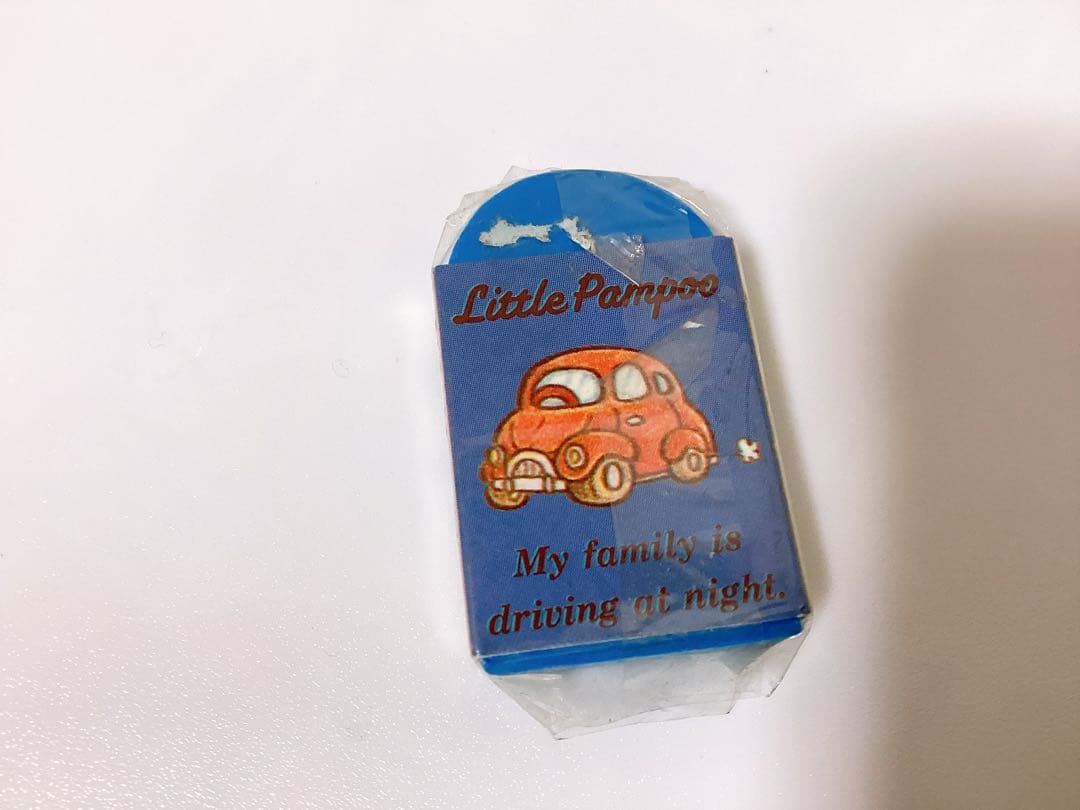 Little Pampoo
My family is
driving at night.